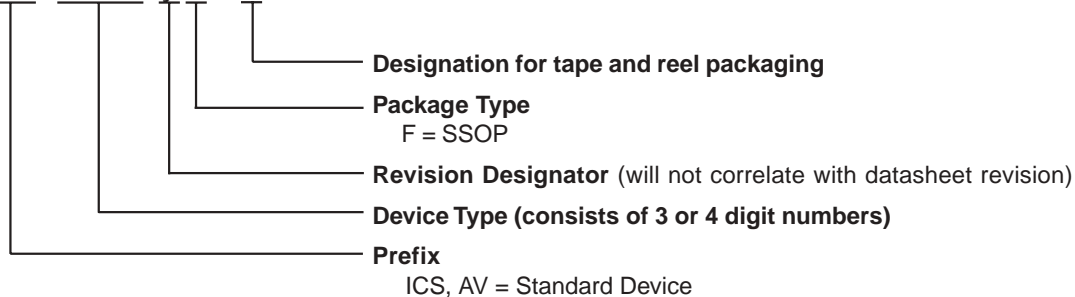 Designation for tape and reel packaging
Package Type
F = SSOP
Revision Designator (will not correlate with datasheet revision)
Device Type (consists of 3 or 4 digit numbers)
Prefix
ICS, AV = Standard Device